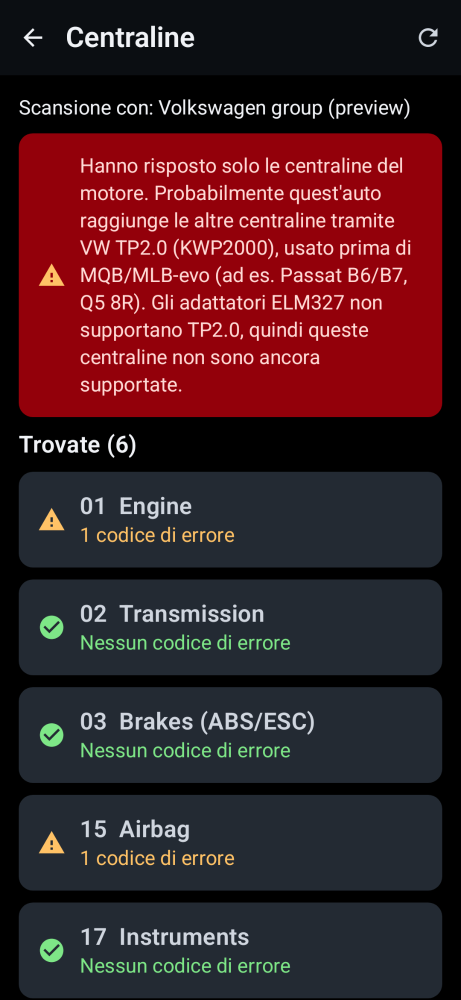 Centraline
Scansione con: Volkswagen group (preview)
Hanno risposto solo le centraline del
motore. Probabilmente quest'auto
raggiunge le altre centraline tramite
VW TP2.0 (KWP2000), usato prima di
MQB/MLB-evo (ad es. Passat B6/B7,
Q5 8R). Gli adattatori ELM327 non
supportano TP2.0, quindi queste
centraline non sono ancora
supportate.
Trovate (6)
01 Engine
1 codice di errore
02 Transmission
Nessun codice di errore
03 Brakes (ABS/ESC)
Nessun codice di errore
15 Airbag
1 codice di errore
17 Instruments
Nessun codice di errore